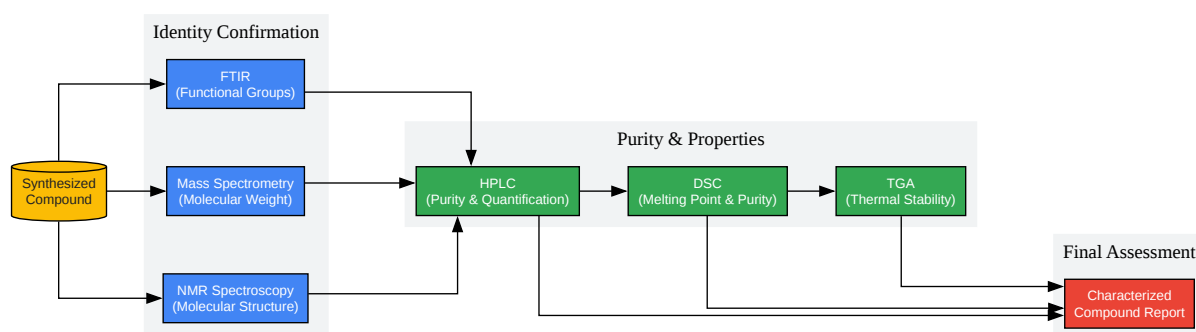 Identity Confirmation
FTIR
(Functional Groups)
Purity & Properties
Synthesized
Compound
Mass Spectrometry
(Molecular Weight)
HPLC
(Purity & Quantification)
DSC
(Melting Point & Purity)
TGA
(Thermal Stability)
Final Assessment
NMR Spectroscopy
(Molecular Structure)
Characterized
Compound Report